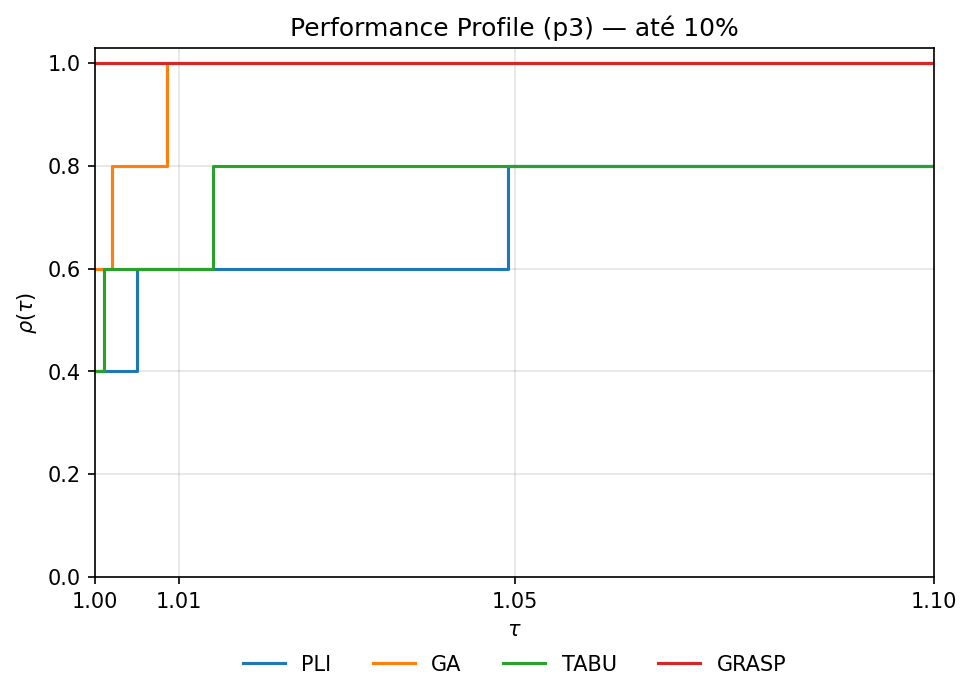 Performance Profile (p3) — até 10%
1.0
0.8
0.6
0.4
0.2
0.0
ρ(τ)
1.00 1.01 1.05 1.10
τ
PLI GA TABU GRASP